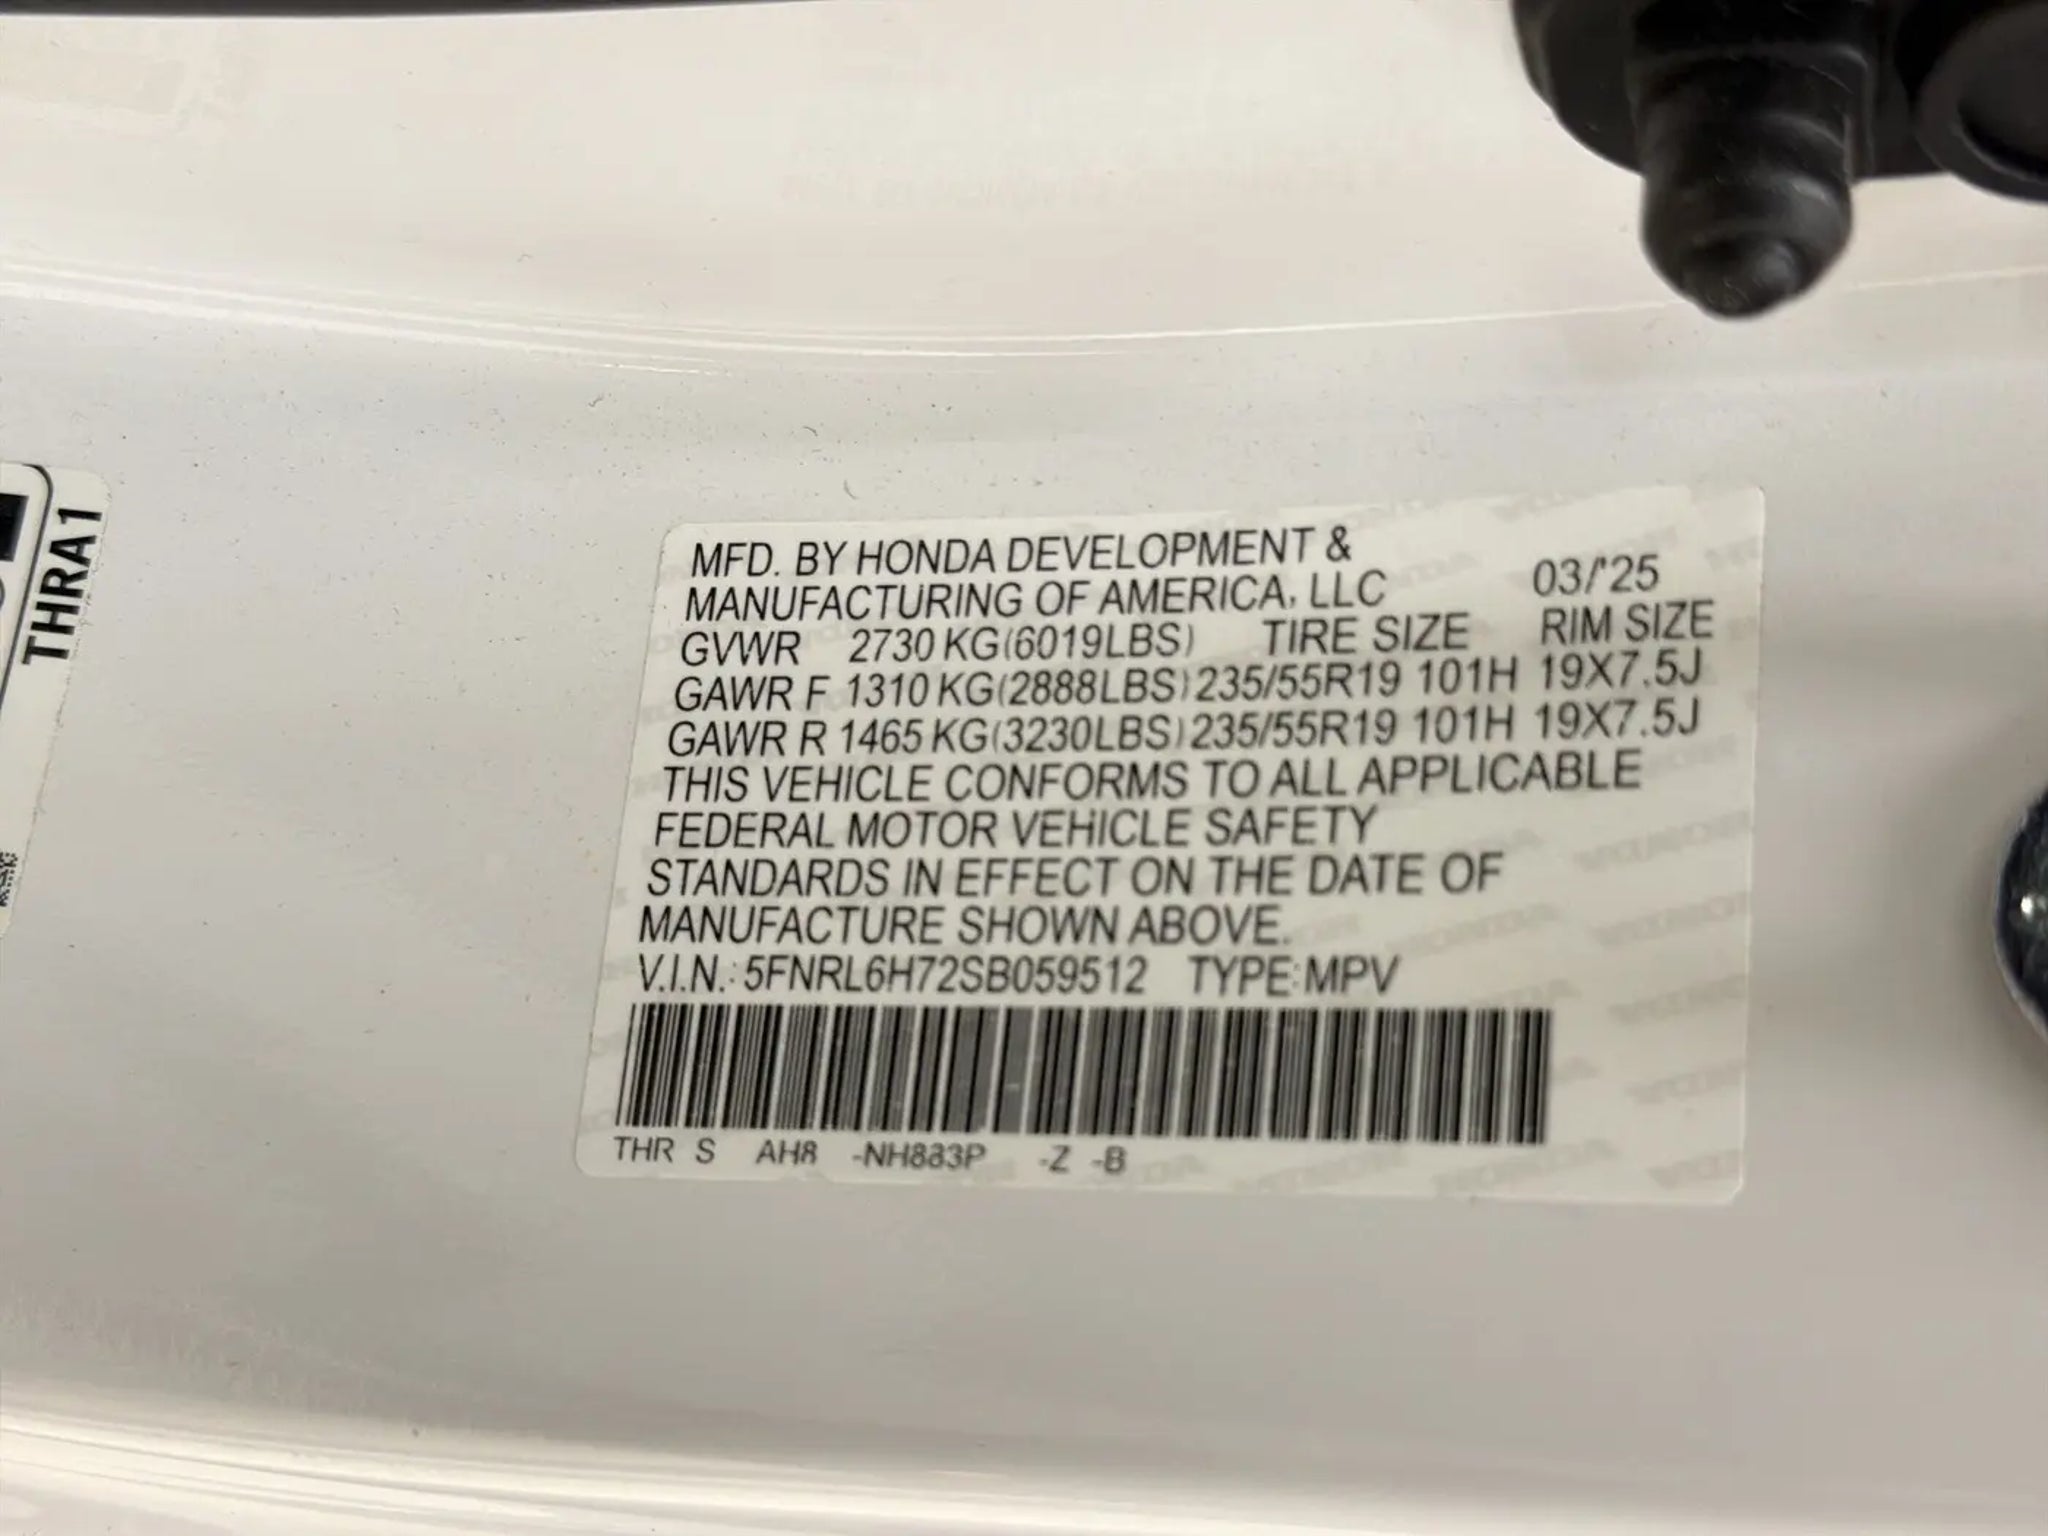 THRA1
MFD. BY HONDA DEVELOPMENT &
MANUFACTURING OF AMERICA, LLC 03/'25
GVWR 2730 KG(6019LBS) TIRE SIZE RIM SIZE
GAWR F 1310 KG(2888LBS) 235/55R19 101H 19X7.5J
GAWR R 1465 KG(3230LBS) 235/55R19 101H 19X7.5J
THIS VEHICLE CONFORMS TO ALL APPLICABLE
FEDERAL MOTOR VEHICLE SAFETY
STANDARDS IN EFFECT ON THE DATE OF
MANUFACTURE SHOWN ABOVE.
V.I.N.: 5FNRL6H72SB059512 TYPE: MPV
THR S AH8 -NH883P -Z -B